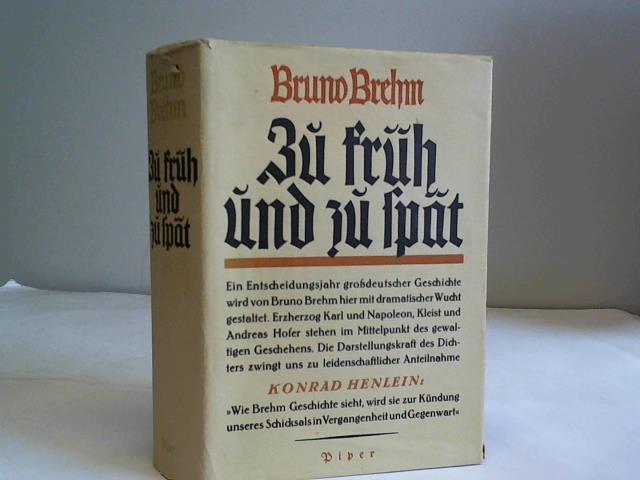 Bruno
Brehm
Zu früh
und
zu spät
Piper
Bruno Brehm
Zu früh
und zu spät
Ein Entscheidungsjahr großdeutscher Geschichte
wird von Bruno Brehm hier mit dramatischer Wucht
gestaltet. Erzherzog Karl und Napoleon, Kleist und
Andreas Hofer stehen im Mittelpunkt des gewal-
tigen Geschehens. Die Darstellungskraft des Dich-
ters zwingt uns zu leidenschaftlicher Anteilnahme
KONRAD HENLEIN:
»Wie Brehm Geschichte sieht, wird sie zur Kündung
unseres Schicksals in Vergangenheit und Gegenwart«
Piper